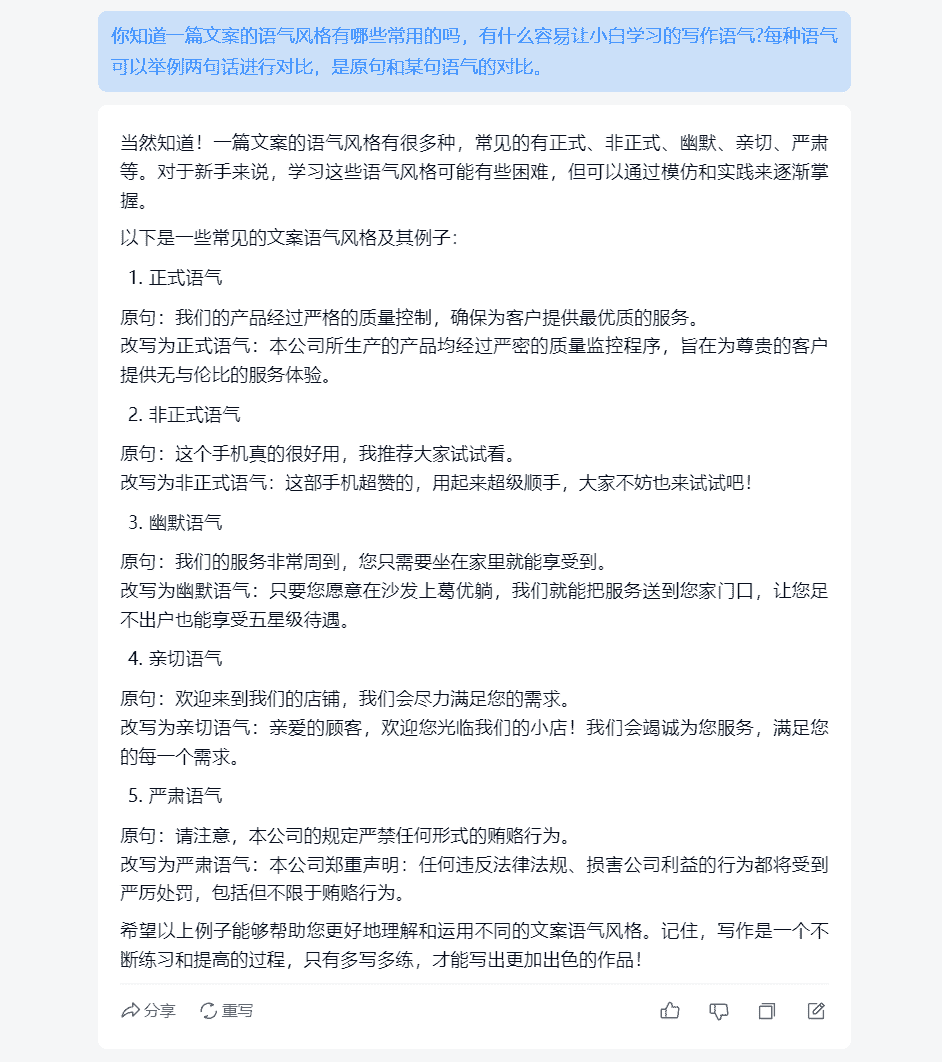 你知道一篇文案的语气风格有哪些常用的吗，有什么容易让小白学习的写作语气?每种语气
可以举例两句话进行对比，是原句和某句语气的对比。
当然知道！一篇文案的语气风格有很多种，常见的有正式、非正式、幽默、亲切、严肃
等。对于新手来说，学习这些语气风格可能有些困难，但可以通过模仿和实践来逐渐掌
握。
以下是一些常见的文案语气风格及其例子：
1. 正式语气
原句：我们的产品经过严格的质量控制，确保为客户提供最优质的服务。
改写为正式语气：本公司所生产的产品均经过严密的质量监控程序，旨在为尊贵的客户
提供无与伦比的服务体验。
2. 非正式语气
原句：这个手机真的很好用，我推荐大家试试看。
改写为非正式语气：这部手机超赞的，用起来超级顺手，大家不妨也来试试吧！
3. 幽默语气
原句：我们的服务非常周到，您只需要坐在家里就能享受到。
改写为幽默语气：只要您愿意在沙发上葛优躺，我们就能把服务送到您家门口，让您足
不出户也能享受五星级待遇。
4. 亲切语气
原句：欢迎来到我们的店铺，我们会尽力满足您的需求。
改写为亲切语气：亲爱的顾客，欢迎您光临我们的小店！我们会竭诚为您服务，满足您
的每一个需求。
5. 严肃语气
原句：请注意，本公司的规定严禁任何形式的贿赂行为。
改写为严肃语气：本公司郑重声明：任何违反法律法规、损害公司利益的行为都将受到
严厉处罚，包括但不限于贿赂行为。
希望以上例子能够帮助您更好地理解和运用不同的文案语气风格。记住，写作是一个不
断练习和提高的过程，只有多写多练，才能写出更加出色的作品！
分享 重写